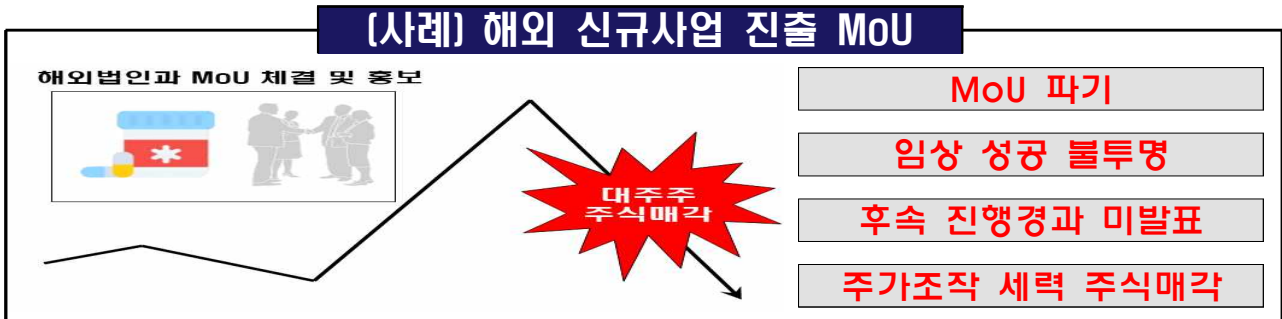 (사례) 해외 신규사업 진출 MoU
해외법인과 MoU 체결 및 홍보
대주주
주식매각
MoU 파기
임상 성공 불투명
후속 진행경과 미발표
주가조작 세력 주식매각